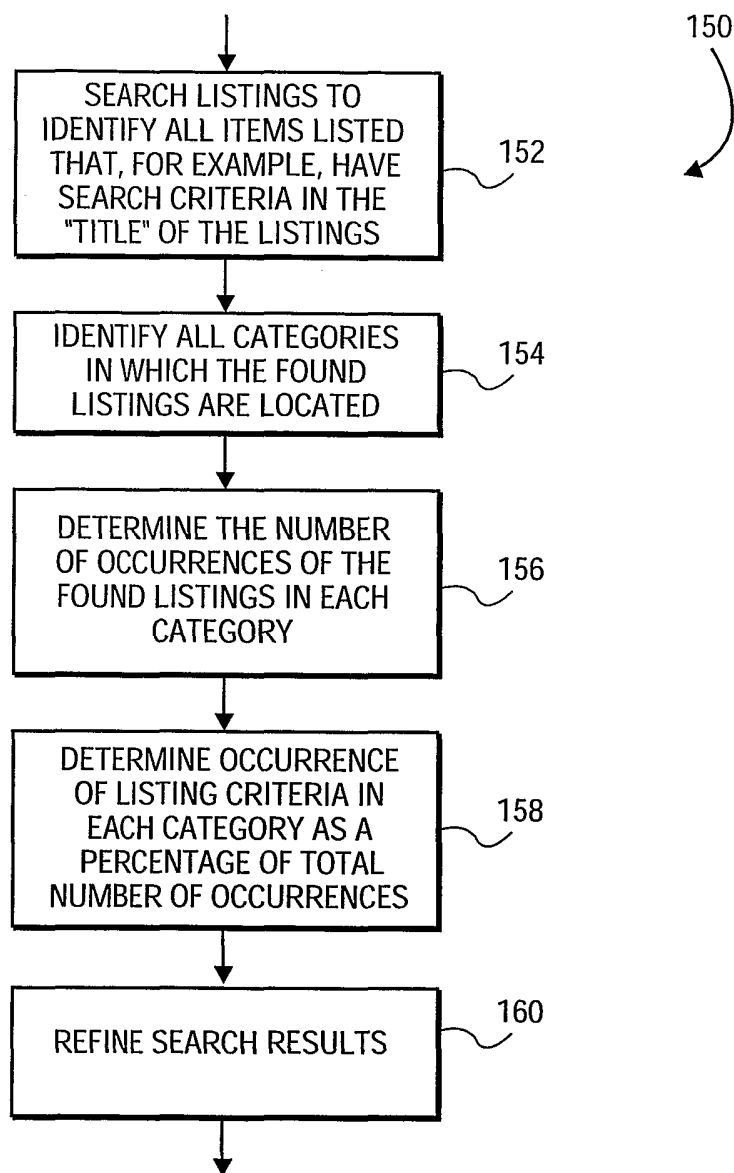 150
SEARCH LISTINGS TO
IDENTIFY ALL ITEMS LISTED
THAT, FOR EXAMPLE, HAVE
SEARCH CRITERIA IN THE
"TITLE" OF THE LISTINGS
152
IDENTIFY ALL CATEGORIES
IN WHICH THE FOUND
LISTINGS ARE LOCATED
154
DETERMINE THE NUMBER
OF OCCURRENCES OF THE
FOUND LISTINGS IN EACH
CATEGORY
156
DETERMINE OCCURRENCE
OF LISTING CRITERIA IN
EACH CATEGORY AS A
PERCENTAGE OF TOTAL
NUMBER OF OCCURRENCES
158
REFINE SEARCH RESULTS
160